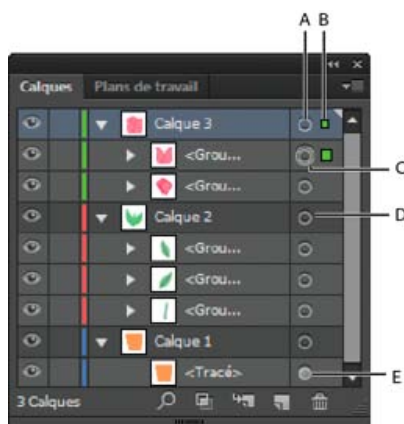 A B
Calques Plans de travail
Calque 3
<Grou...
C
<Grou...
Calque 2
D
<Grou...
<Grou...
<Grou...
Calque 1
<Tracé>
E
3 Calques